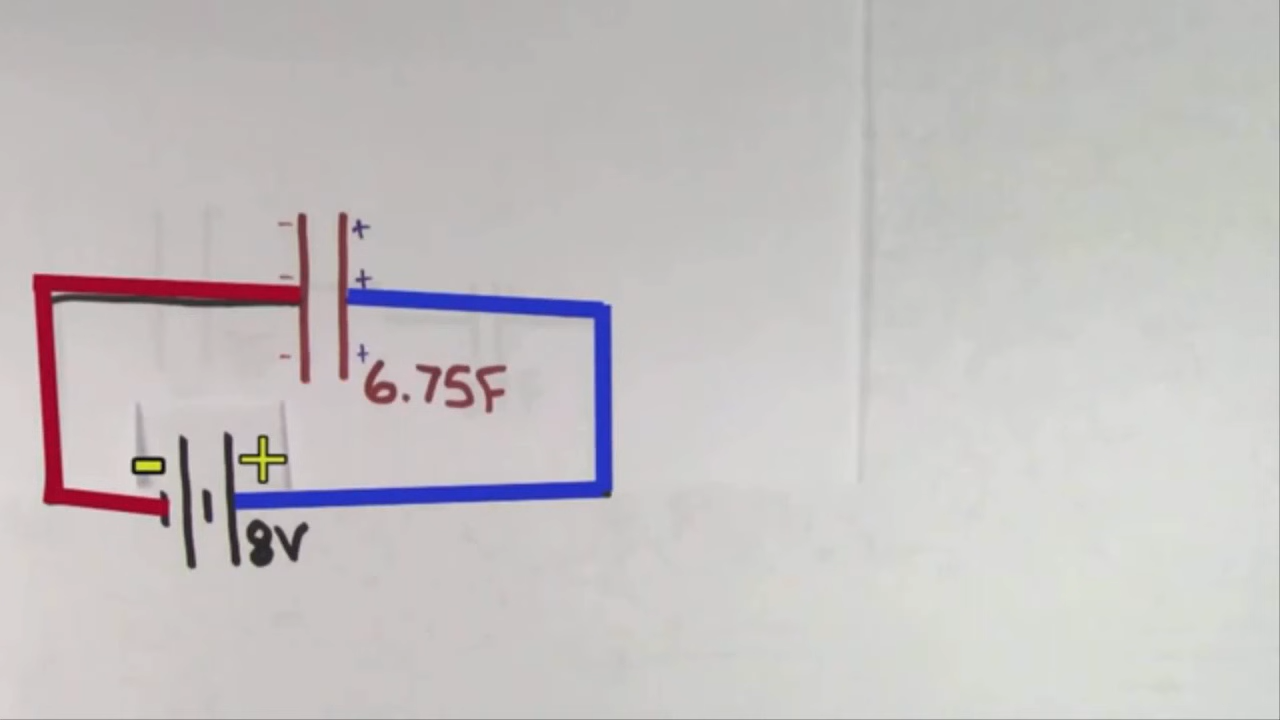 - +
- +
- +
6.75F
- +
8V